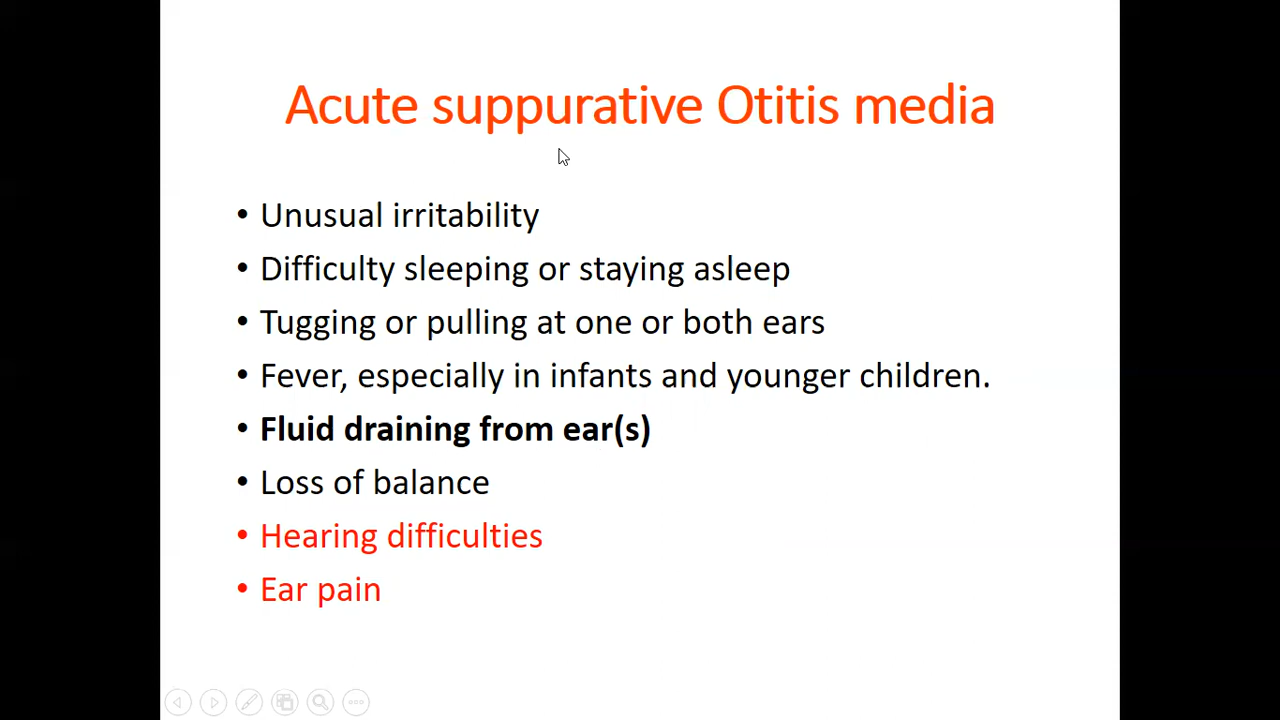 Acute suppurative Otitis media
• Unusual irritability
• Difficulty sleeping or staying asleep
• Tugging or pulling at one or both ears
• Fever, especially in infants and younger children.
• Fluid draining from ear(s)
• Loss of balance
• Hearing difficulties
• Ear pain